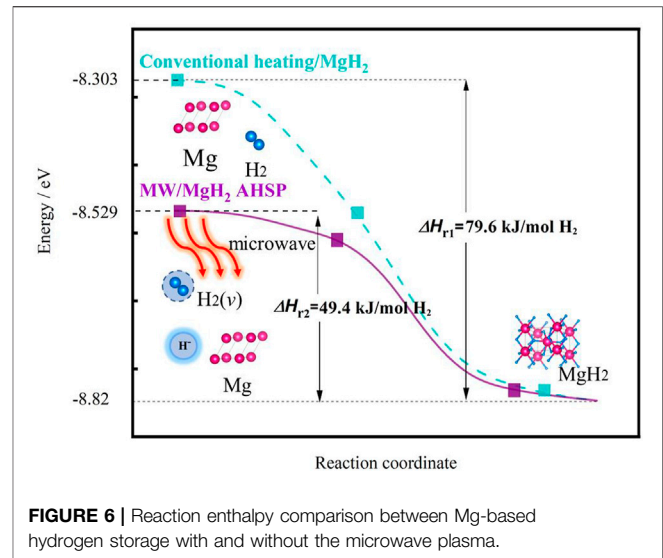 Conventional heating/MgH2
-8.303
Mg
H2
MW/MgH2 AHSP
-8.529
microwave
ΔHr1=79.6 kJ/mol H2
H2(v)
ΔHr2=49.4 kJ/mol H2
H-
Mg
MgH2
-8.82
Energy / eV
Reaction coordinate
FIGURE 6 | Reaction enthalpy comparison between Mg-based
hydrogen storage with and without the microwave plasma.